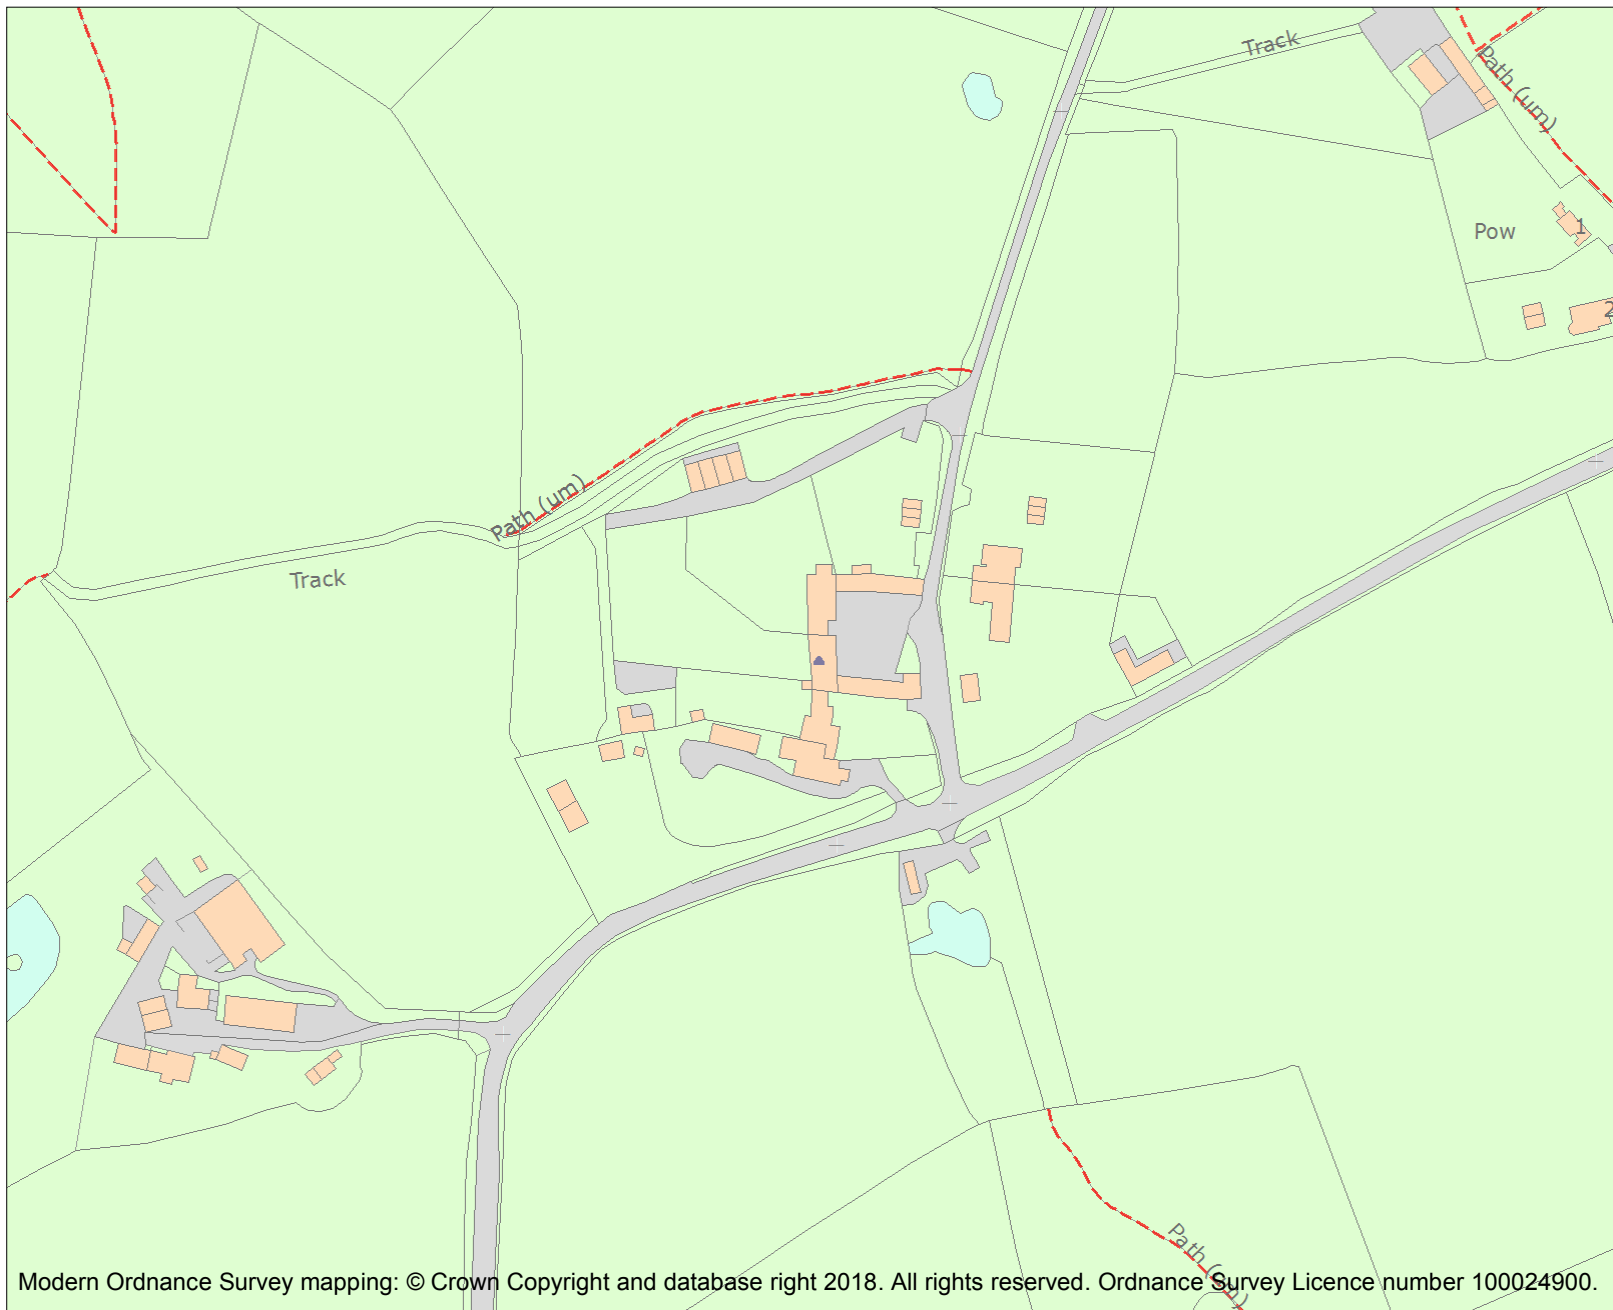 Track
Path (um)
1
Pow
2
Path (um)
Track
Path (um)
Modern Ordnance Survey mapping: © Crown Copyright and database right 2018. All rights reserved. Ordnance Survey Licence number 100024900.